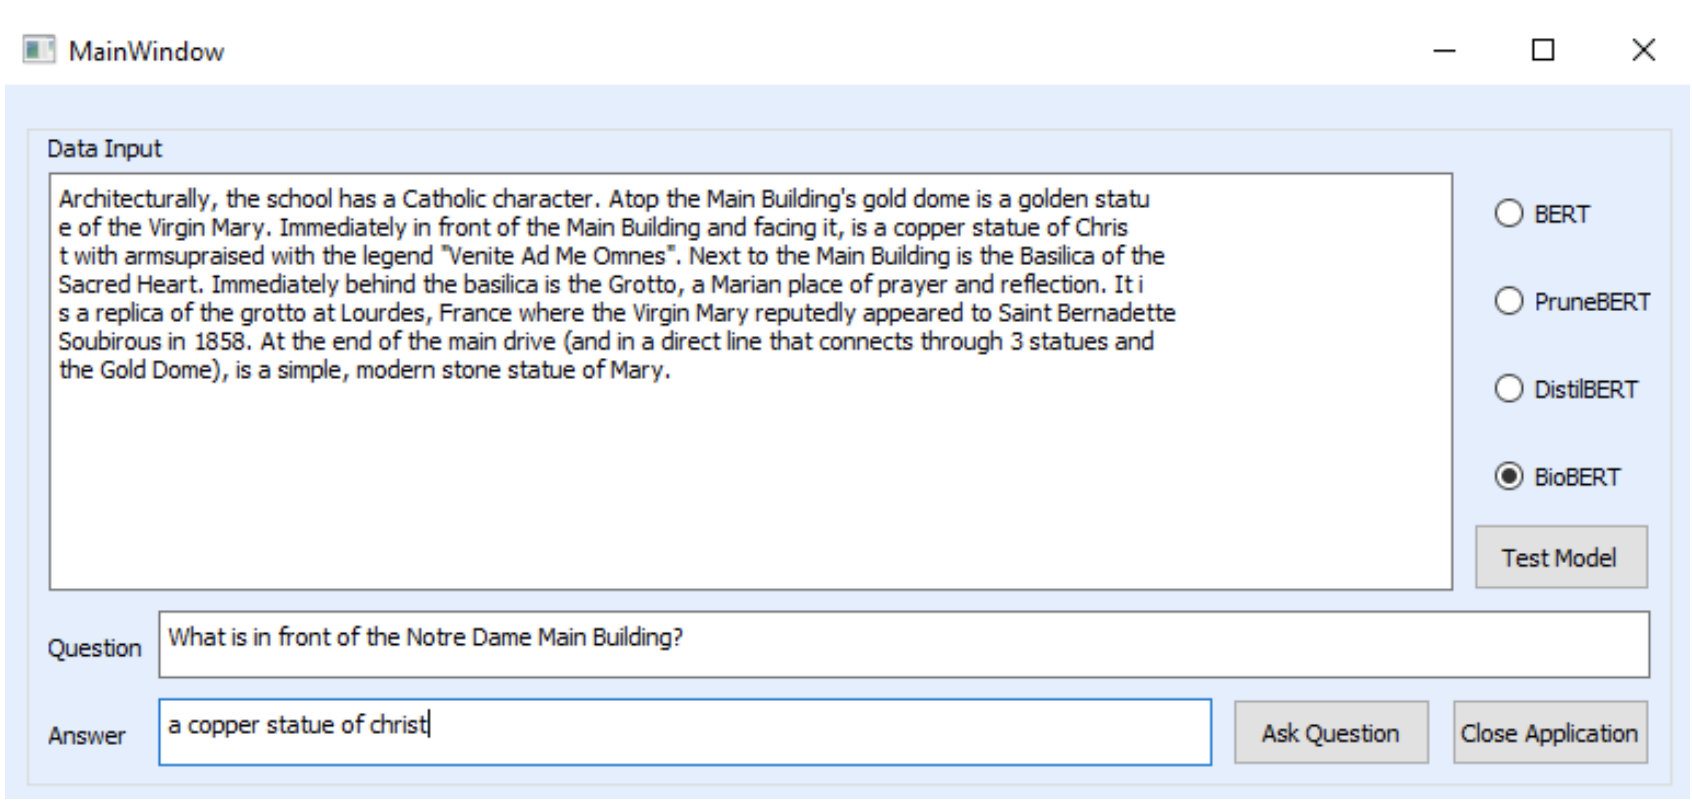 MainWindow
Data Input
Architecturally, the school has a Catholic character. Atop the Main Building's gold dome is a golden statu
e of the Virgin Mary. Immediately in front of the Main Building and facing it, is a copper statue of Chris
t with armsupraised with the legend "Venite Ad Me Omnes". Next to the Main Building is the Basilica of the
Sacred Heart. Immediately behind the basilica is the Grotto, a Marian place of prayer and reflection. It i
s a replica of the grotto at Lourdes, France where the Virgin Mary reputedly appeared to Saint Bernadette
Soubirous in 1858. At the end of the main drive (and in a direct line that connects through 3 statues and
the Gold Dome), is a simple, modern stone statue of Mary.
BERT
PruneBERT
DistilBERT
BioBERT
Test Model
Question
What is in front of the Notre Dame Main Building?
Answer
a copper statue of christ
Ask Question
Close Application